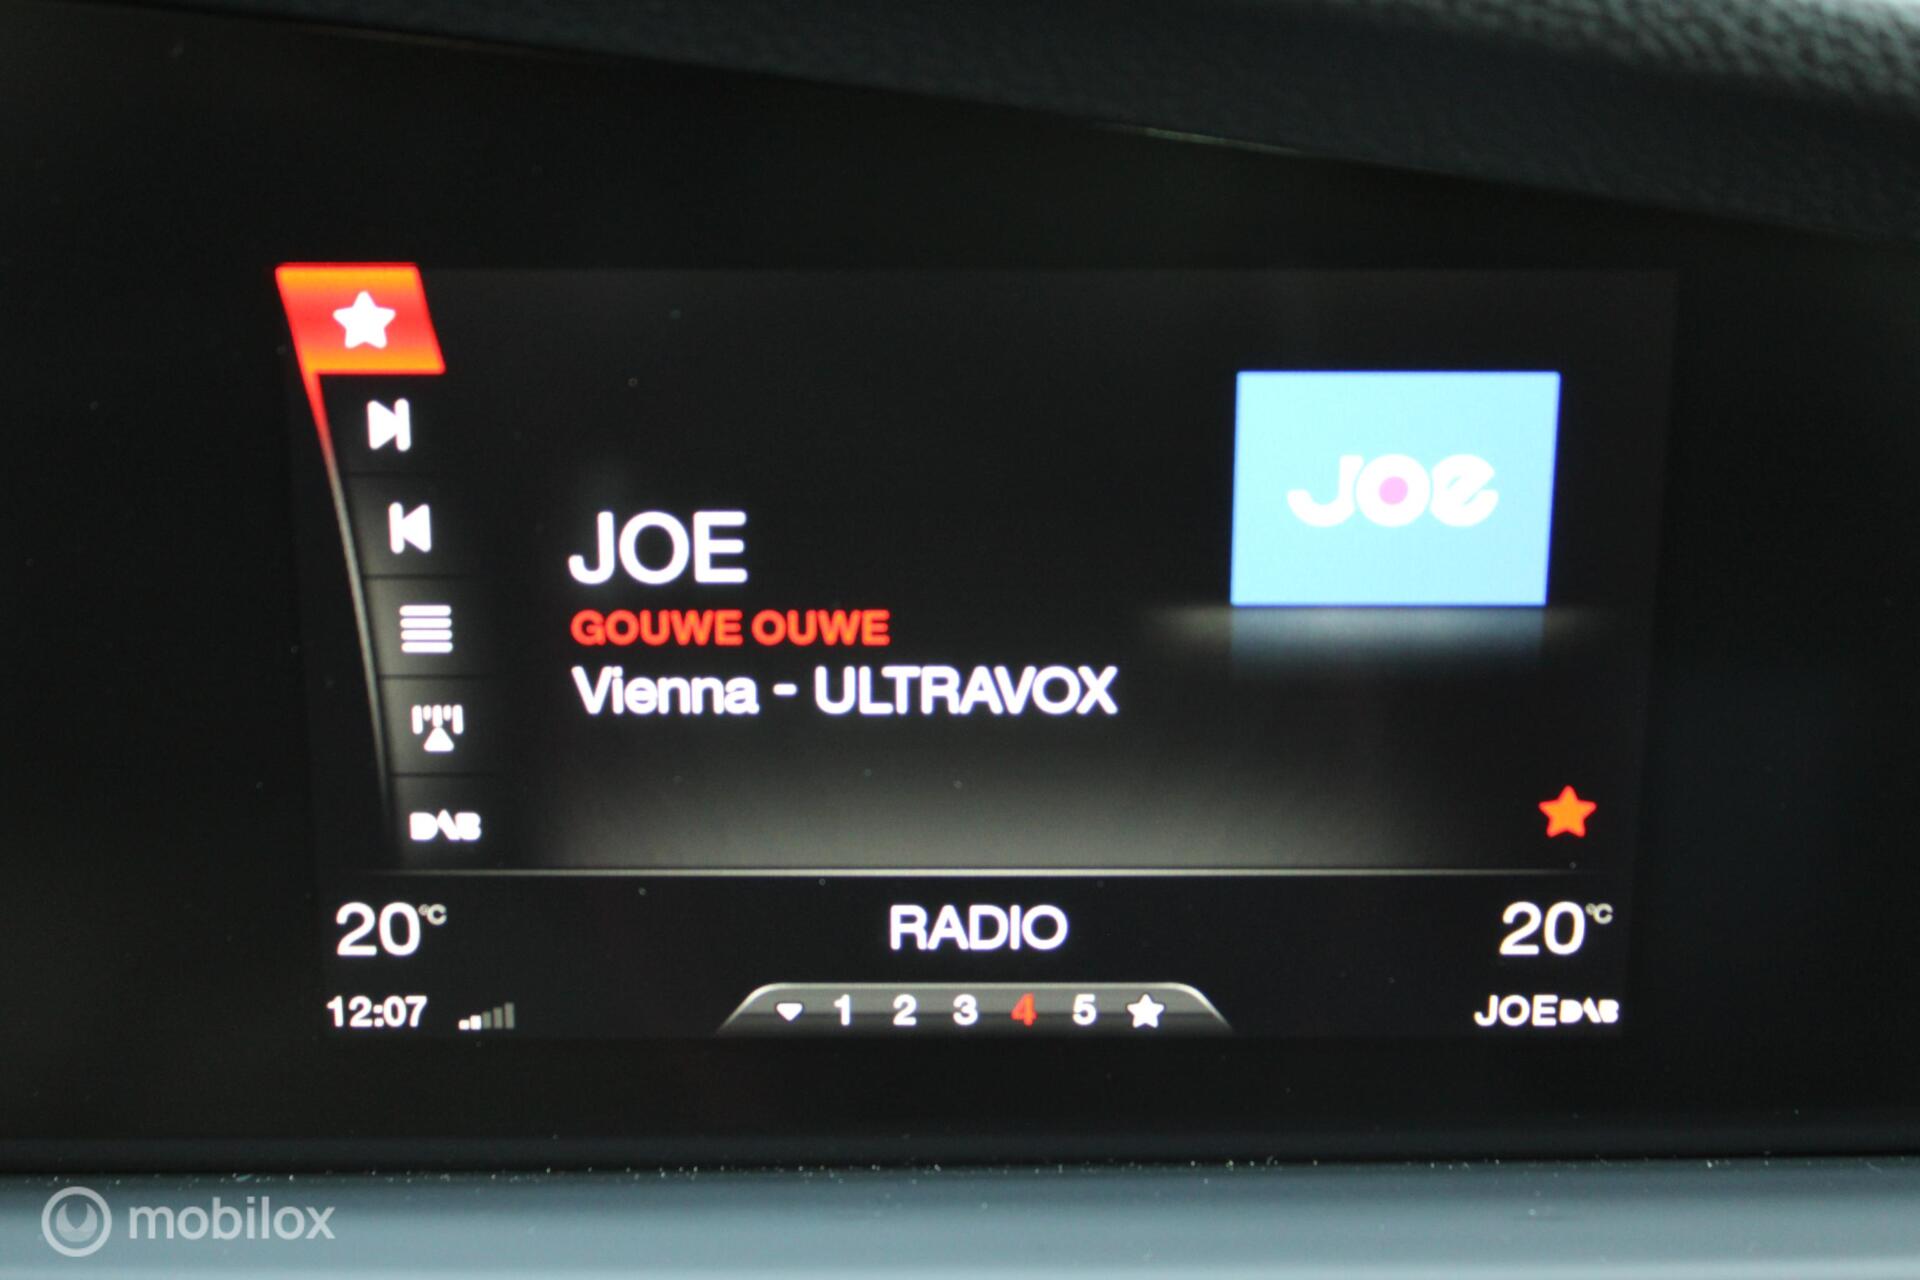 JOE
JOE
GOUWE OUWE
Vienna - ULTRAVOX
DAB
20°C
RADIO
20°C
12:07
1 2 3 4 5
JOE DAB
mobilox